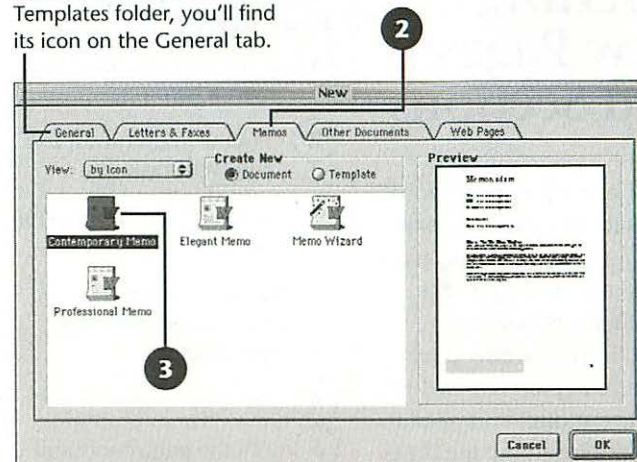 Templates folder, you'll find
its icon on the General tab.
2
New
General Letters & Faxes Memos Other Documents Web Pages
View: by Icon Create New Document Template Preview
Contemporary Memo Elegant Memo Memo Wizard
Professional Memo
3
Cancel OK